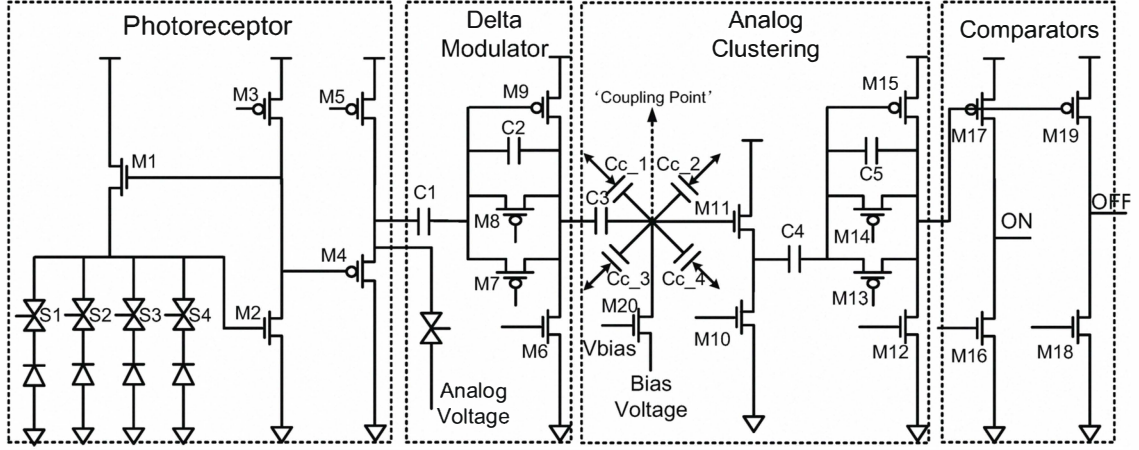 Photoreceptor
Delta
Modulator
Analog
Clustering
Comparators
M3
M5
M9
M15
M17
M19
'Coupling Point'
C2
Cc_1
Cc_2
C5
M1
C1
C3
M11
M8
M14
C4
ON
OFF
M4
M7
Cc_3
Cc_4
M13
S1
S2
S3
S4
M2
M20
Vbias
M6
M10
M12
M16
M18
Analog
Voltage
Bias
Voltage